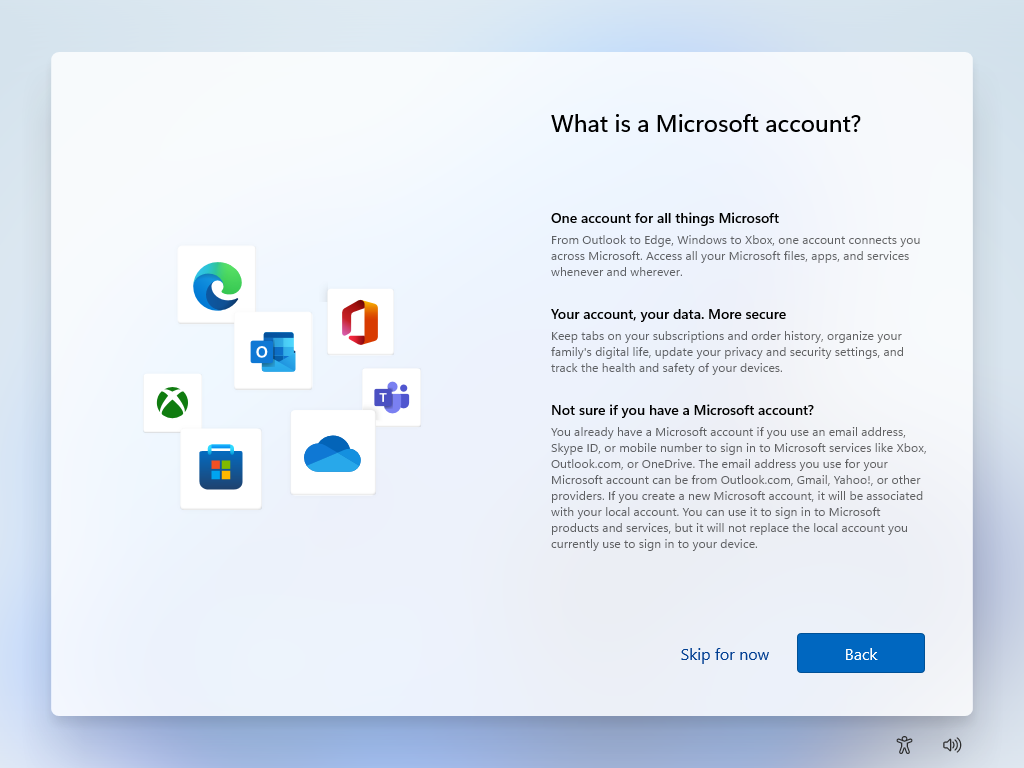 What is a Microsoft account?
One account for all things Microsoft
From Outlook to Edge, Windows to Xbox, one account connects you
across Microsoft. Access all your Microsoft files, apps, and services
whenever and wherever.
Your account, your data. More secure
Keep tabs on your subscriptions and order history, organize your
family's digital life, update your privacy and security settings, and
track the health and safety of your devices.
Not sure if you have a Microsoft account?
You already have a Microsoft account if you use an email address,
Skype ID, or mobile number to sign in to Microsoft services like Xbox,
Outlook.com, or OneDrive. The email address you use for your
Microsoft account can be from Outlook.com, Gmail, Yahoo!, or other
providers. If you create a new Microsoft account, it will be associated
with your local account. You can use it to sign in to Microsoft
products and services, but it will not replace the local account you
currently use to sign in to your device.
Skip for now
Back
O
T